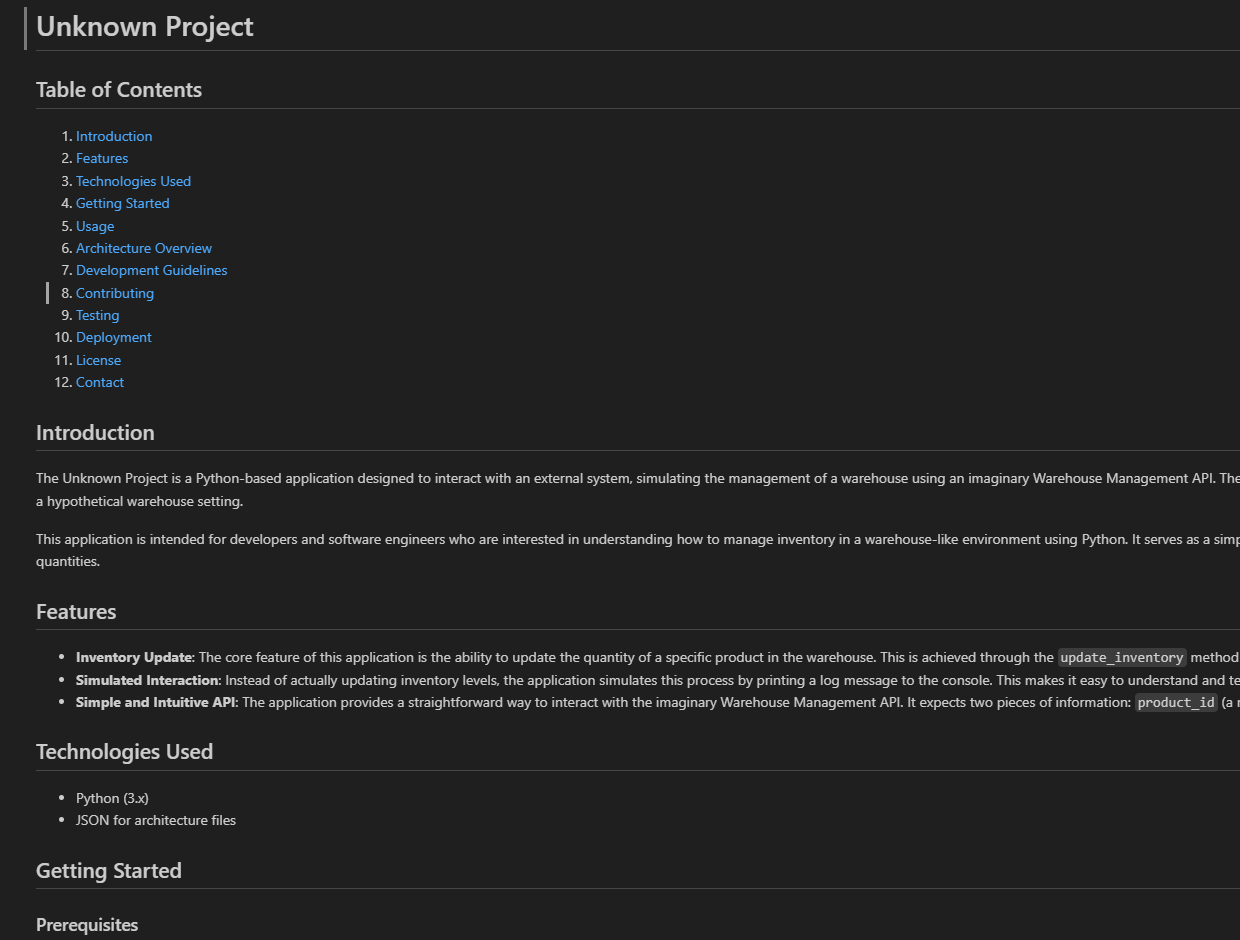 Unknown Project
Table of Contents
1. Introduction
2. Features
3. Technologies Used
4. Getting Started
5. Usage
6. Architecture Overview
7. Development Guidelines
8. Contributing
9. Testing
10. Deployment
11. License
12. Contact
Introduction
The Unknown Project is a Python-based application designed to interact with an external system, simulating the management of a warehouse using an imaginary Warehouse Management API. The
a hypothetical warehouse setting.
This application is intended for developers and software engineers who are interested in understanding how to manage inventory in a warehouse-like environment using Python. It serves as a simp
quantities.
Features
• Inventory Update: The core feature of this application is the ability to update the quantity of a specific product in the warehouse. This is achieved through the update_inventory method
• Simulated Interaction: Instead of actually updating inventory levels, the application simulates this process by printing a log message to the console. This makes it easy to understand and te
• Simple and Intuitive API: The application provides a straightforward way to interact with the imaginary Warehouse Management API. It expects two pieces of information: product_id (a
Technologies Used
• Python (3.x)
• JSON for architecture files
Getting Started
Prerequisites